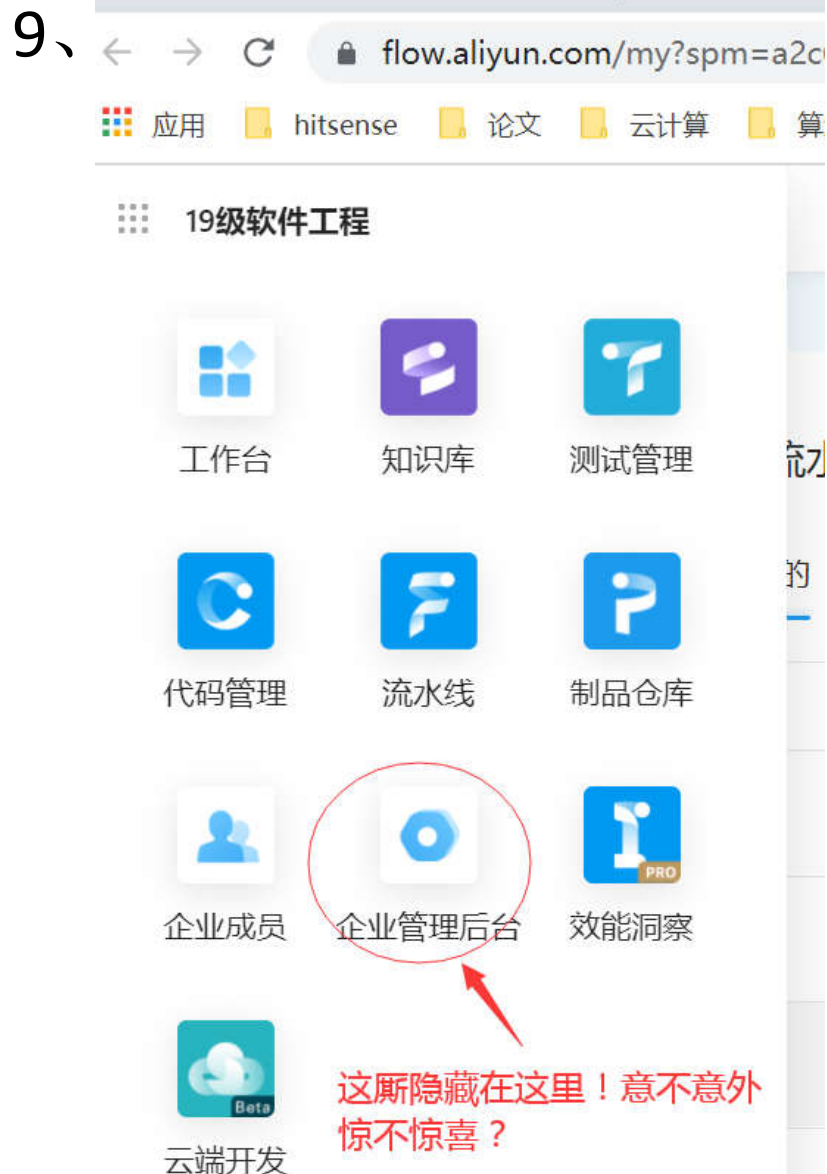 9、
flow.aliyun.com/my?spm=a2c
应用 hitsense 论文 云计算 算
19级软件工程
工作台 知识库 测试管理
流水
的
代码管理 流水线 制品仓库
PRO
企业成员 企业管理后台 效能洞察
Beta
这厮隐藏在这里！意不意外
惊不惊喜？
云端开发